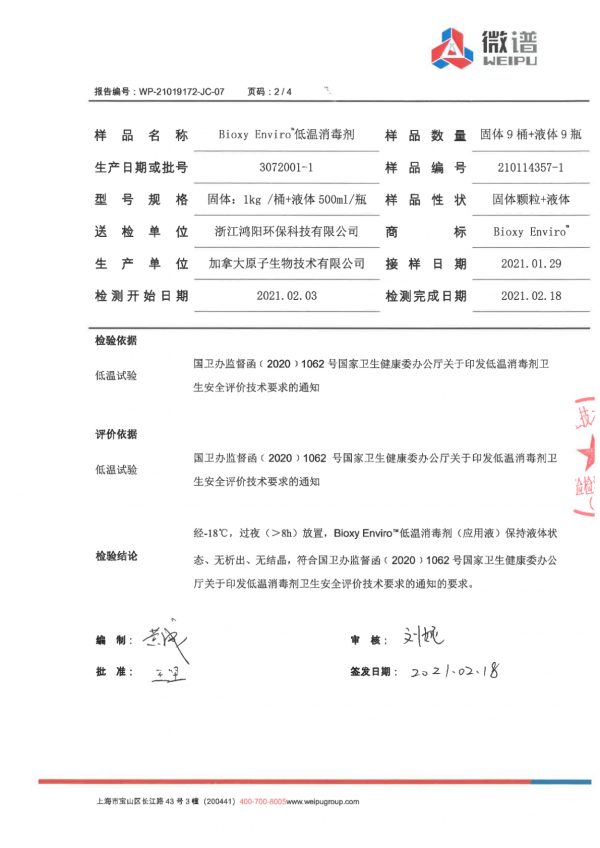 微谱
WEIPU
报告编号：WP-21019172-JC-07 页码：2 / 4
样品名称 Bioxy Enviro™低温消毒剂 样品数量 固体 9 桶+液体 9 瓶
生产日期或批号 3072001-1 样品编号 210114357-1
型号规格 固体：1kg /桶+液体 500ml/瓶 样品性状 固体颗粒+液体
送检单位 浙江鸿阳环保科技有限公司 商标 Bioxy Enviro™
生产单位 加拿大原子生物技术有限公司 接样日期 2021.01.29
检测开始日期 2021.02.03 检测完成日期 2021.02.18
检验依据
低温试验 国卫办监督函﹝2020﹞1062 号国家卫生健康委办公厅关于印发低温消毒剂卫
生安全评价技术要求的通知
评价依据
低温试验 国卫办监督函﹝2020﹞1062 号国家卫生健康委办公厅关于印发低温消毒剂卫
生安全评价技术要求的通知
经-18℃，过夜（＞8h）放置，Bioxy Enviro™低温消毒剂（应用液）保持液体状
检验结论 态、无析出、无结晶，符合国卫办监督函﹝2020﹞1062 号国家卫生健康委办公
厅关于印发低温消毒剂卫生安全评价技术要求的通知的要求。
编 制： 审 核： 刘婉
批 准： 签发日期： 2021.02.18
上海市宝山区长江路 43 号 3 幢（200441）400-700-8005www.weipugroup.com